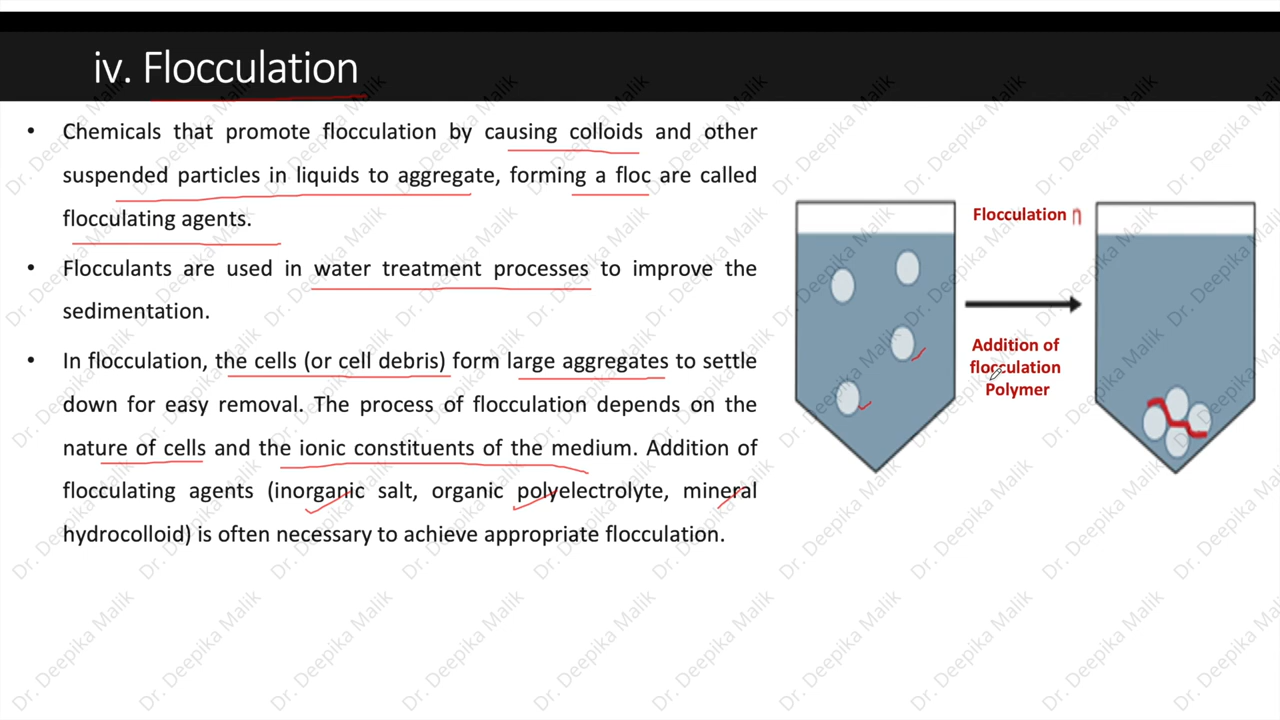 iv. Flocculation
• Chemicals that promote flocculation by causing colloids and other
suspended particles in liquids to aggregate, forming a floc are called
flocculating agents.
• Flocculants are used in water treatment processes to improve the
sedimentation.
• In flocculation, the cells (or cell debris) form large aggregates to settle
down for easy removal. The process of flocculation depends on the
nature of cells and the ionic constituents of the medium. Addition of
flocculating agents (inorganic salt, organic polyelectrolyte, mineral
hydrocolloid) is often necessary to achieve appropriate flocculation.
Flocculation n
Addition of
flocculation
Polymer
Dr. Deepika Malik